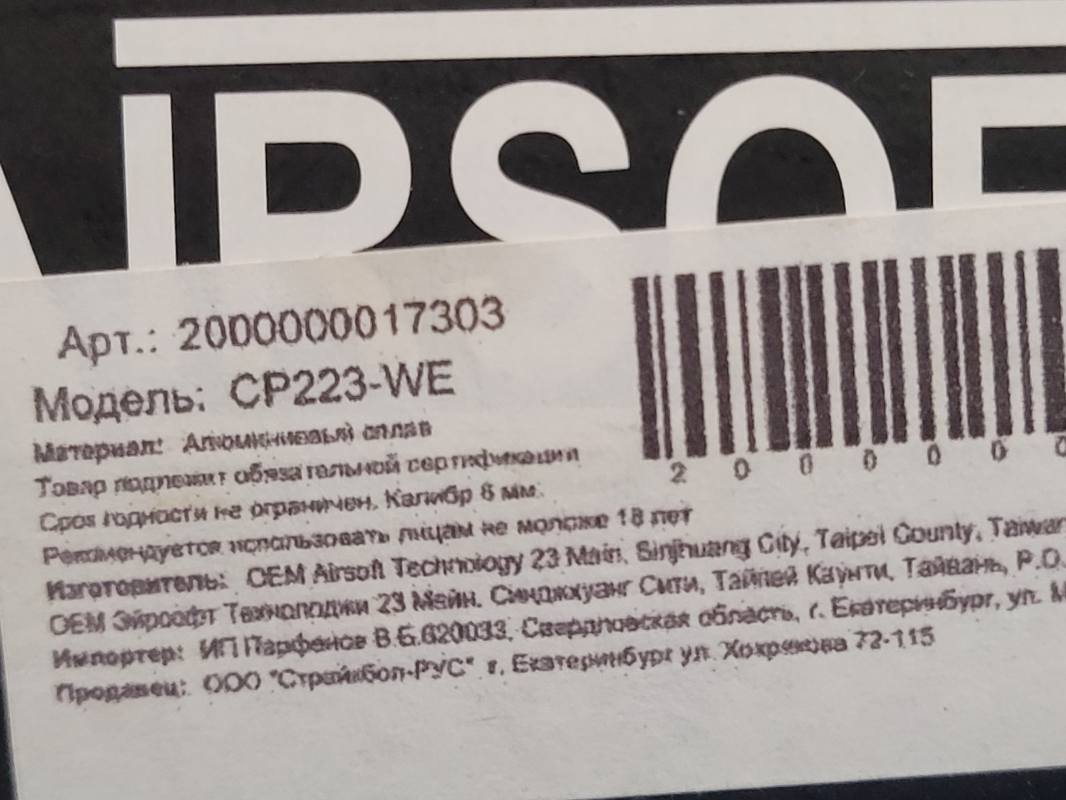 AIRSOF
Арт.: 2000000017303
Модель: CP223-WE
Материал: Алюминиевый сплав
Товар подлежит обязательной сертификации
Срок годности не ограничен. Калибр 6 мм.
Рекомендуется использовать лицам не моложе 18 лет
Изготовитель: OEM Airsoft Technology 23 Main, Sinjhuang City, Taipei County, Taiwan
ОЕМ Эйрсофт Технолоджи 23 Мейн, Синджхуанг Сити, Тайпей Каунти, Тайвань, P.O.
Импортер: ИП Парфенов В.Б.620033, Свердловская область, г. Екатеринбург, ул. М
Продавец: ООО "Страйкбол-РУС" г. Екатеринбург ул. Хохрякова 72-115
2 0 0 0 0 0 0